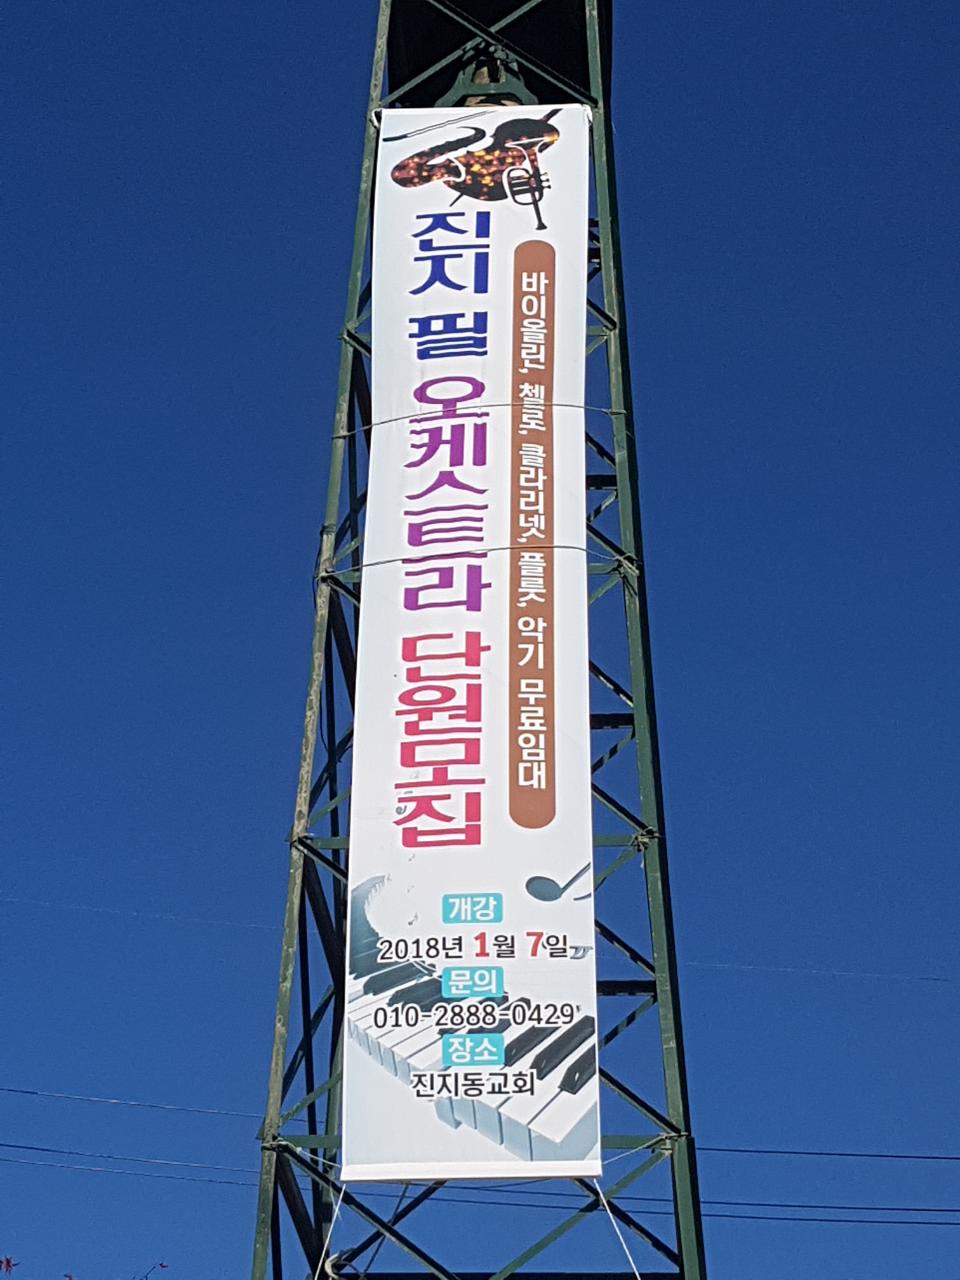 진지 필 오케스트라 단원모집
바이올린, 첼로, 클라리넷, 플룻, 악기 무료임대
개강
2018년 1월 7일
문의
010-2888-0429
장소
진지동교회